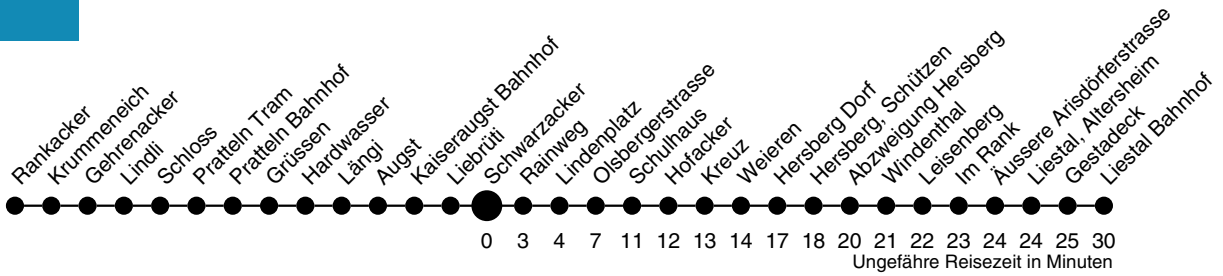 Rankacker
Krummeneich
Gehrenacker
Lindli
Schloss
Pratteln Tram
Pratteln Bahnhof
Grüssen
Hardwasser
Längi
Augst
Kaiseraugst Bahnhof
Liebrüti
Schwarzacker
Rainweg
Lindenplatz
Olsbergerstrasse
Schulhaus
Hofacker
Kreuz
Weieren
Hersberg Dorf
Hersberg, Schützen
Abzweigung Hersberg
Windenthal
Leisenberg
Im Rank
Äussere Arisdörferstrasse
Liestal, Altersheim
Gestadeck
Liestal Bahnhof
0 3 4 7 11 12 13 14 17 18 20 21 22 23 24 24 25 30
Ungefähre Reisezeit in Minuten